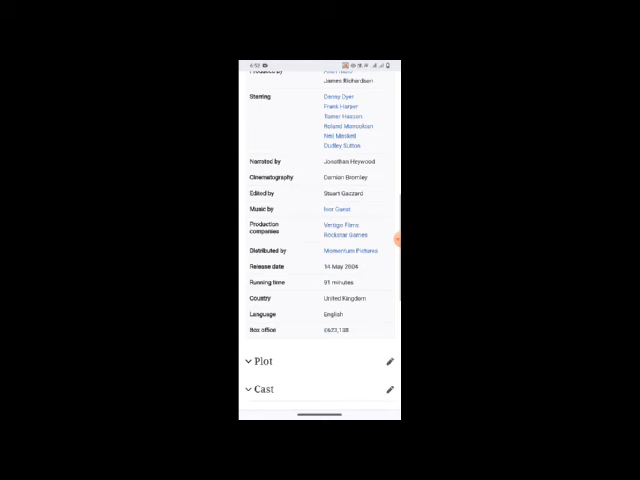 6:52
Produced by
James Richardson
Starring
Danny Dyer
Frank Harper
Tamer Hassan
Roland Manookian
Neil Maskell
Dudley Sutton
Narrated by Jonathan Heywood
Cinematography Damian Bromley
Edited by Stuart Gazzard
Music by Ivor Guest
Production companies
Vertigo Films
Rockstar Games
Distributed by Momentum Pictures
Release date 14 May 2004
Running time 91 minutes
Country United Kingdom
Language English
Box office
Plot
Cast